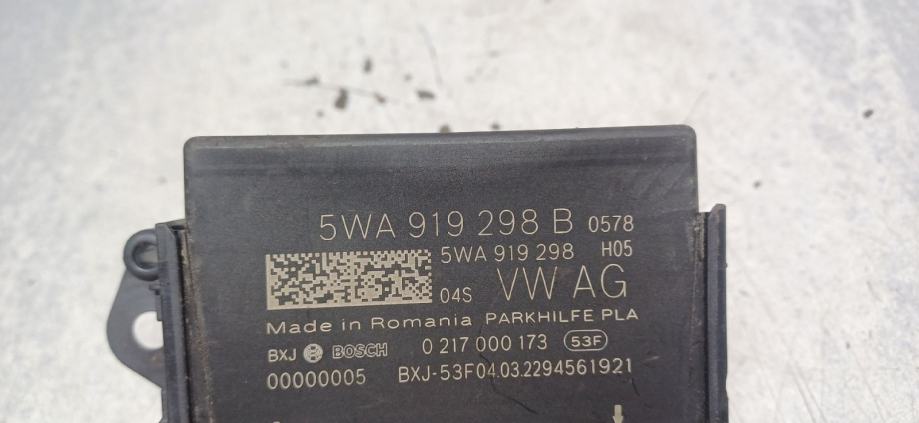 5WA 919 298 B 0578
5WA 919 298 H05
04S VW AG
Made in Romania PARKHILFE PLA
BXJ BOSCH 0 217 000 173 53F
00000005 BXJ-53F04.03.2294561921